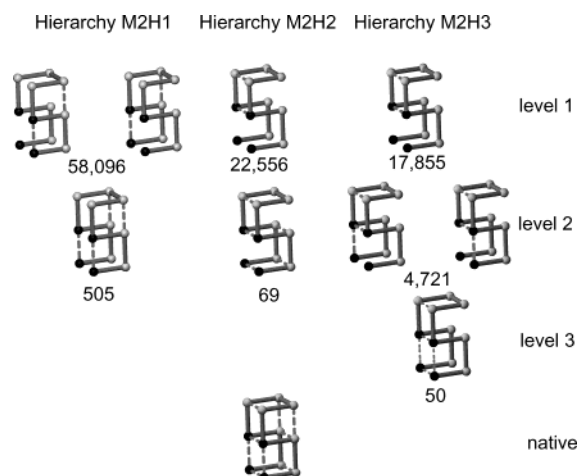 Hierarchy M2H1 Hierarchy M2H2 Hierarchy M2H3
level 1
58,096 22,556 17,855
level 2
4,721
505 69
level 3
50
native